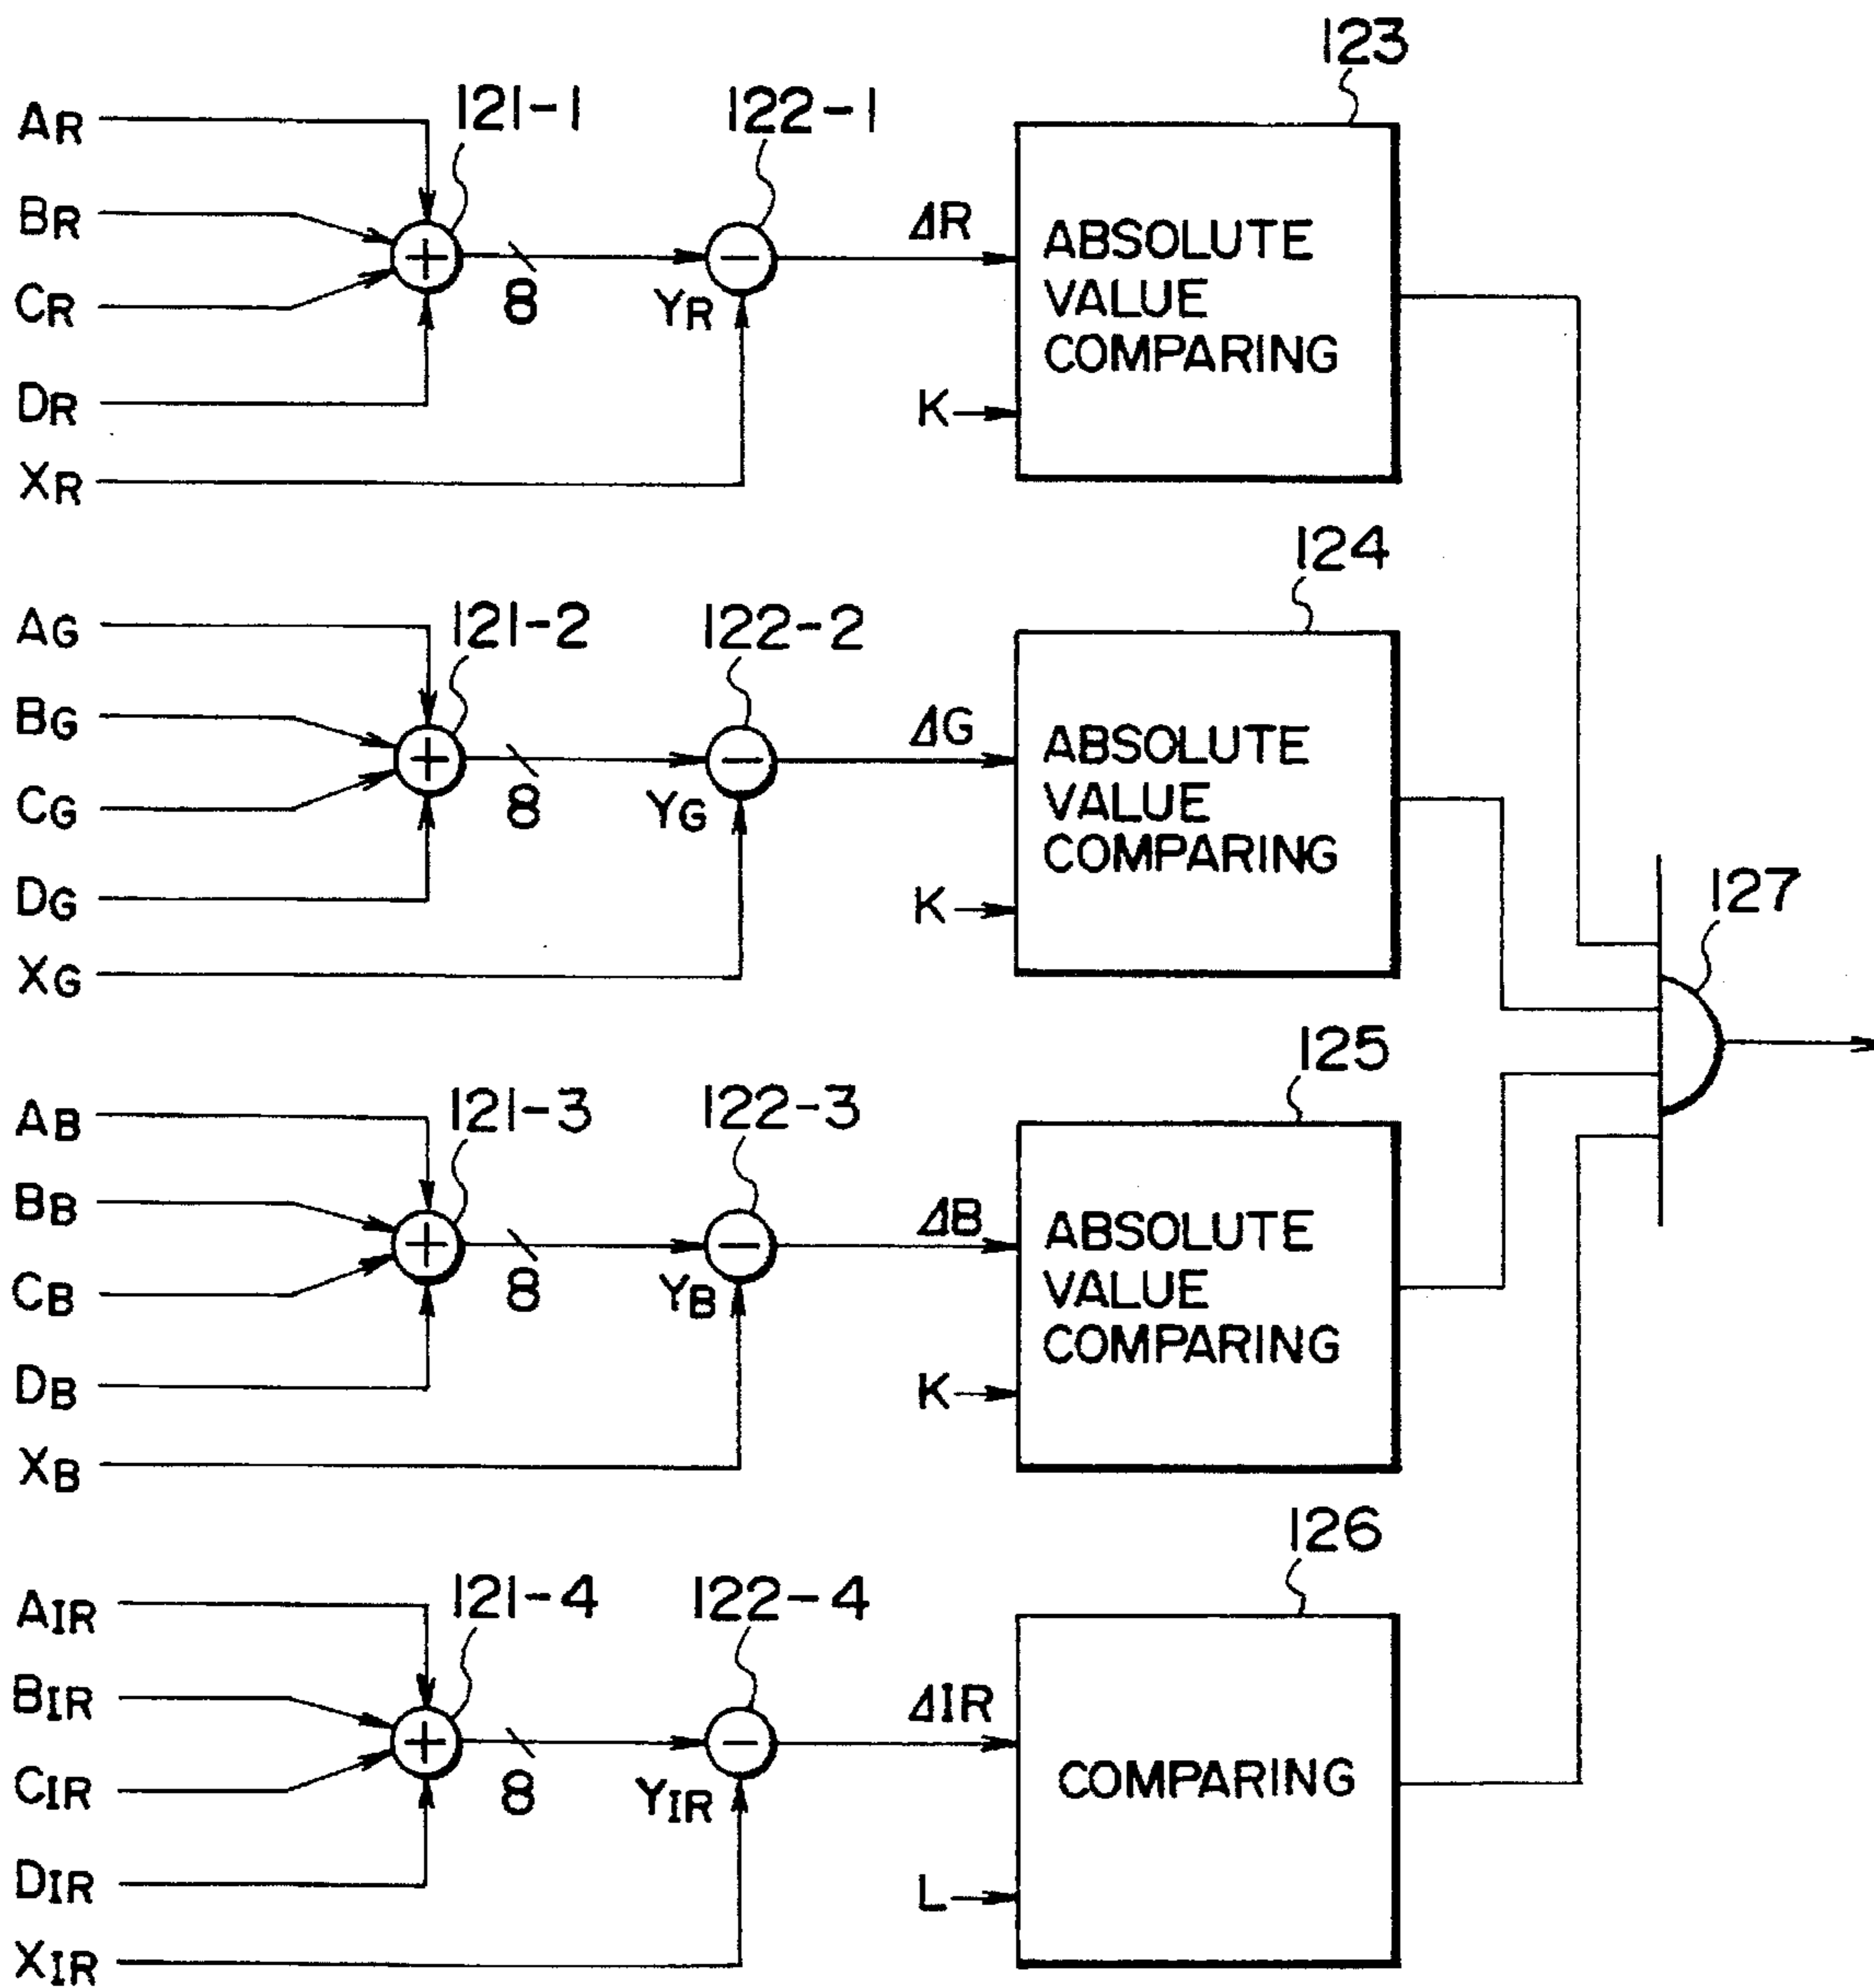 123
121-1
122-1
AR
BR
CR
DR
XR
8
YR
ΔR
K
ABSOLUTE
VALUE
COMPARING
124
121-2
122-2
AG
BG
CG
DG
XG
8
YG
ΔG
K
ABSOLUTE
VALUE
COMPARING
127
125
121-3
122-3
AB
BB
CB
DB
XB
8
YB
ΔB
K
ABSOLUTE
VALUE
COMPARING
126
121-4
122-4
AIR
BIR
CIR
DIR
XIR
8
YIR
ΔIR
L
COMPARING